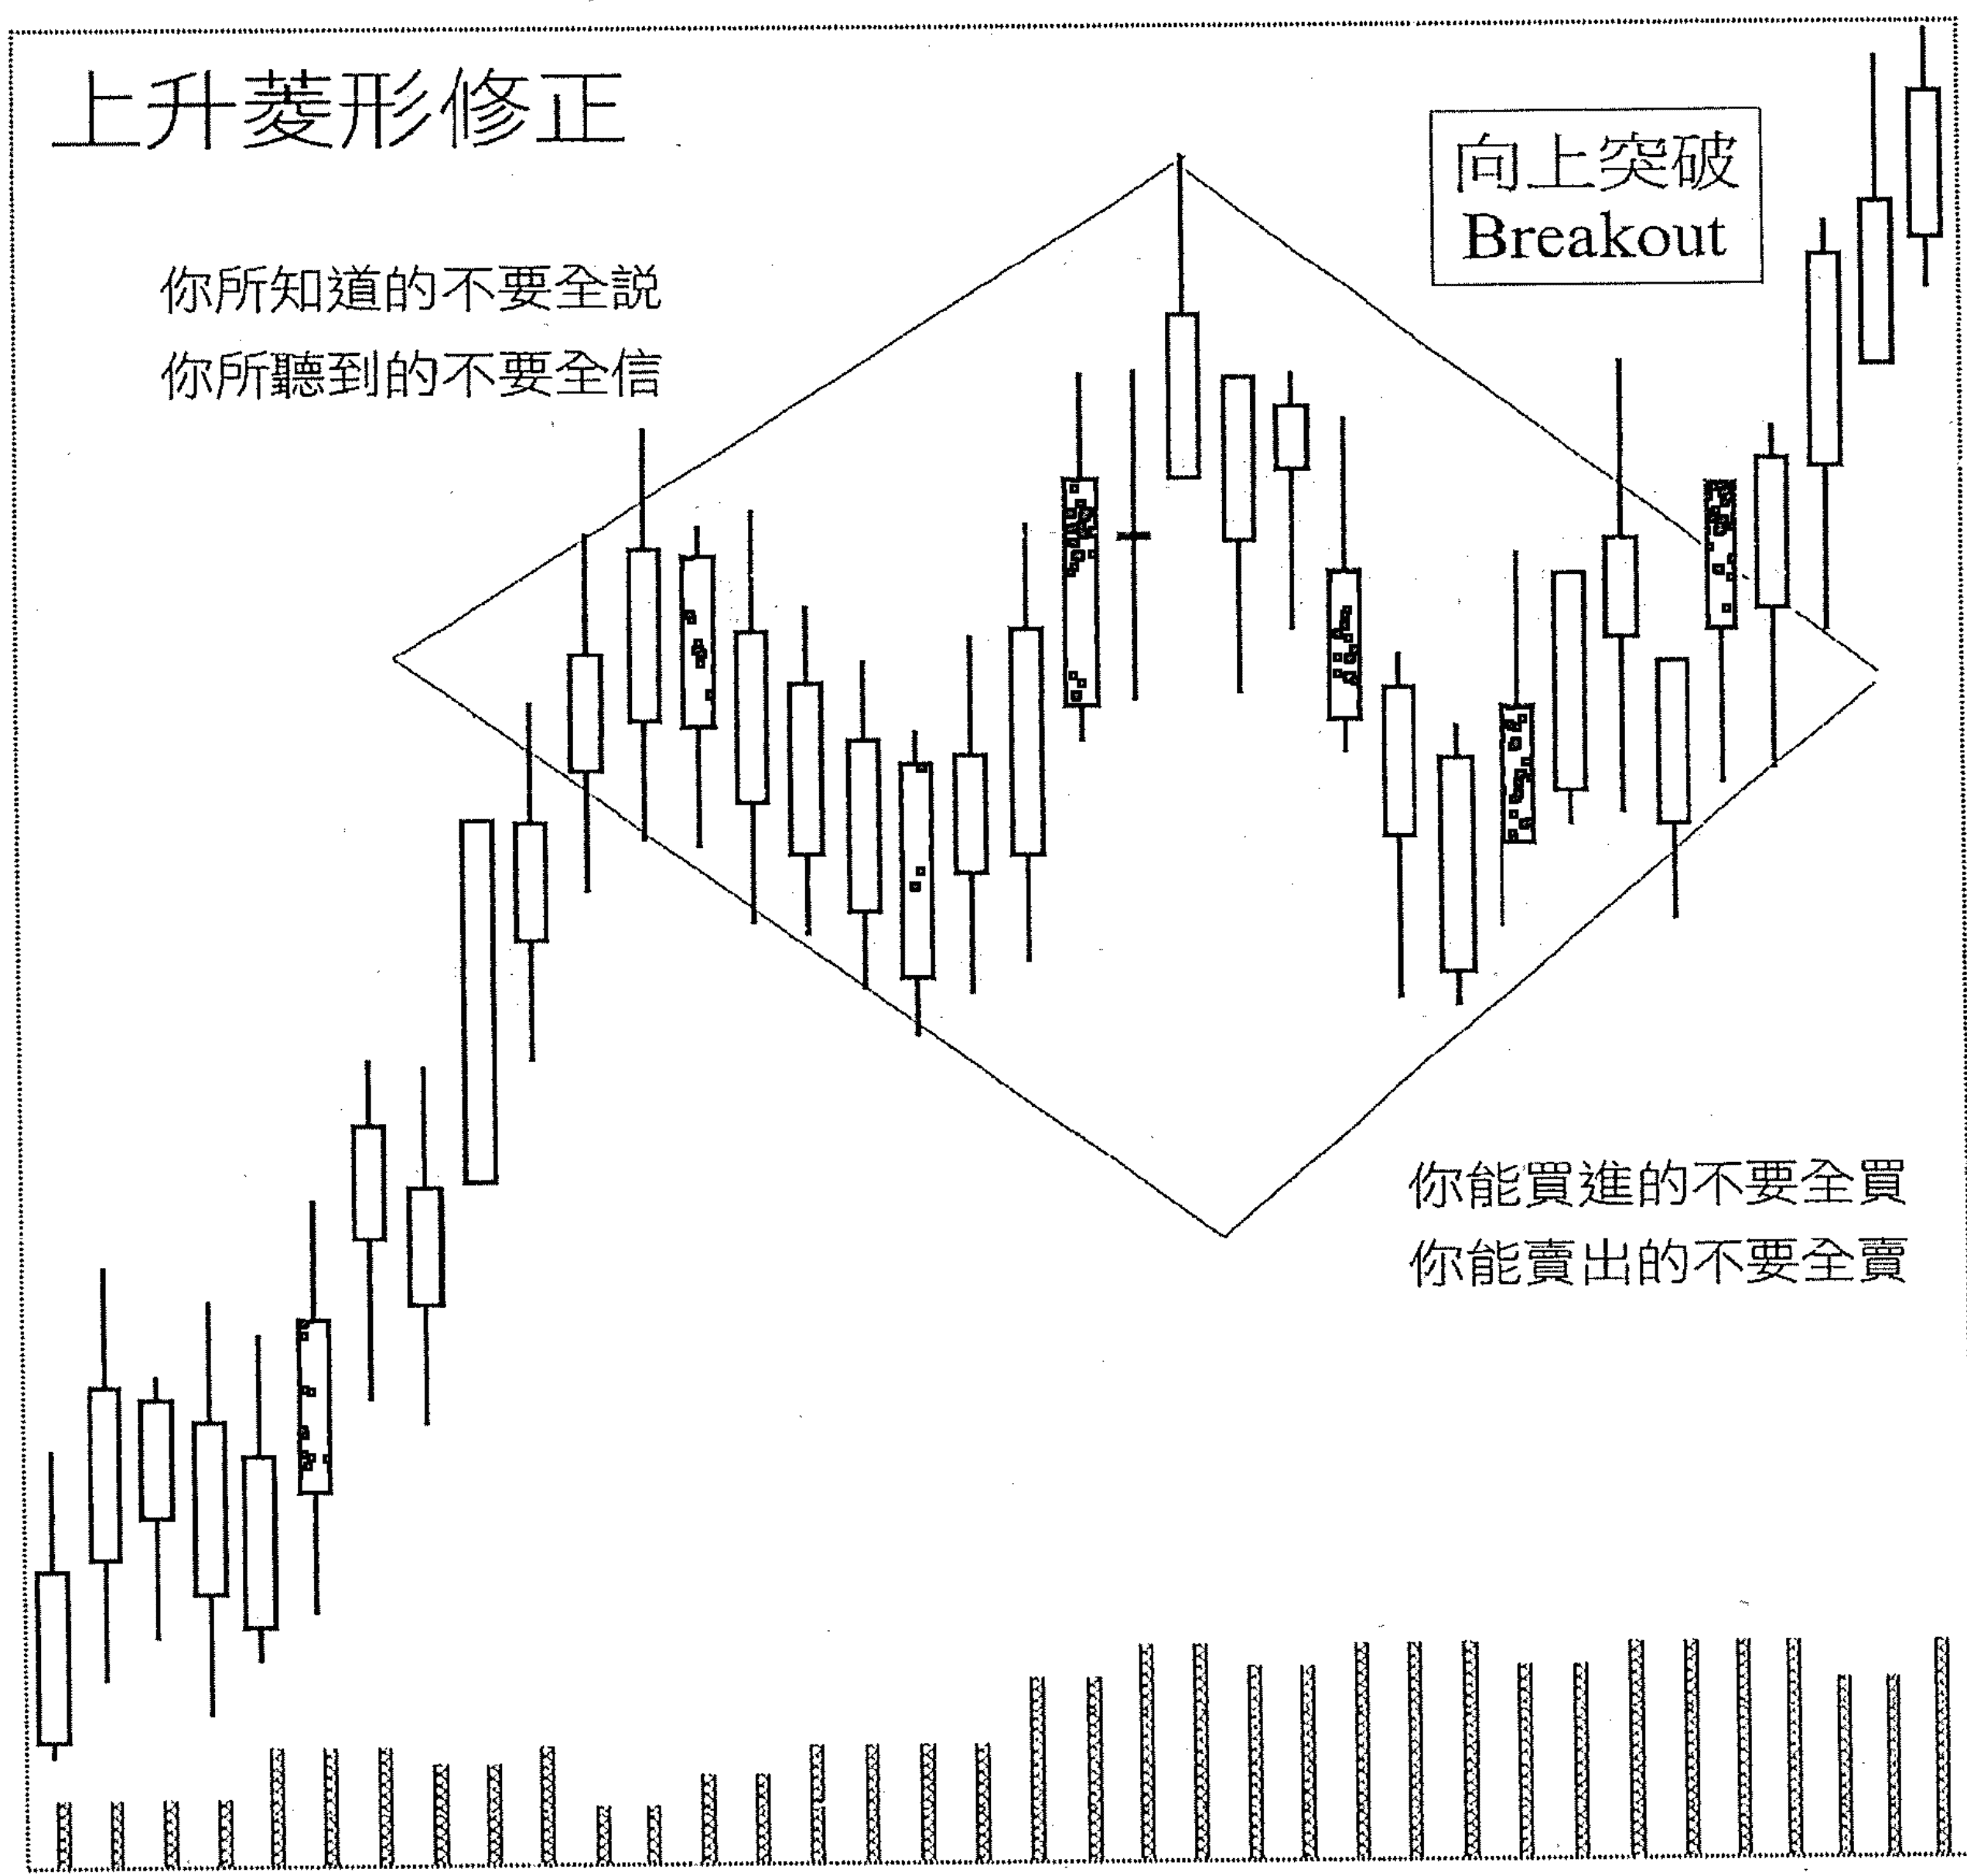 上升菱形修正
向上突破
Breakout
你所知道的不要全説
你所聽到的不要全信
你能買進的不要全買
你能賣出的不要全賣